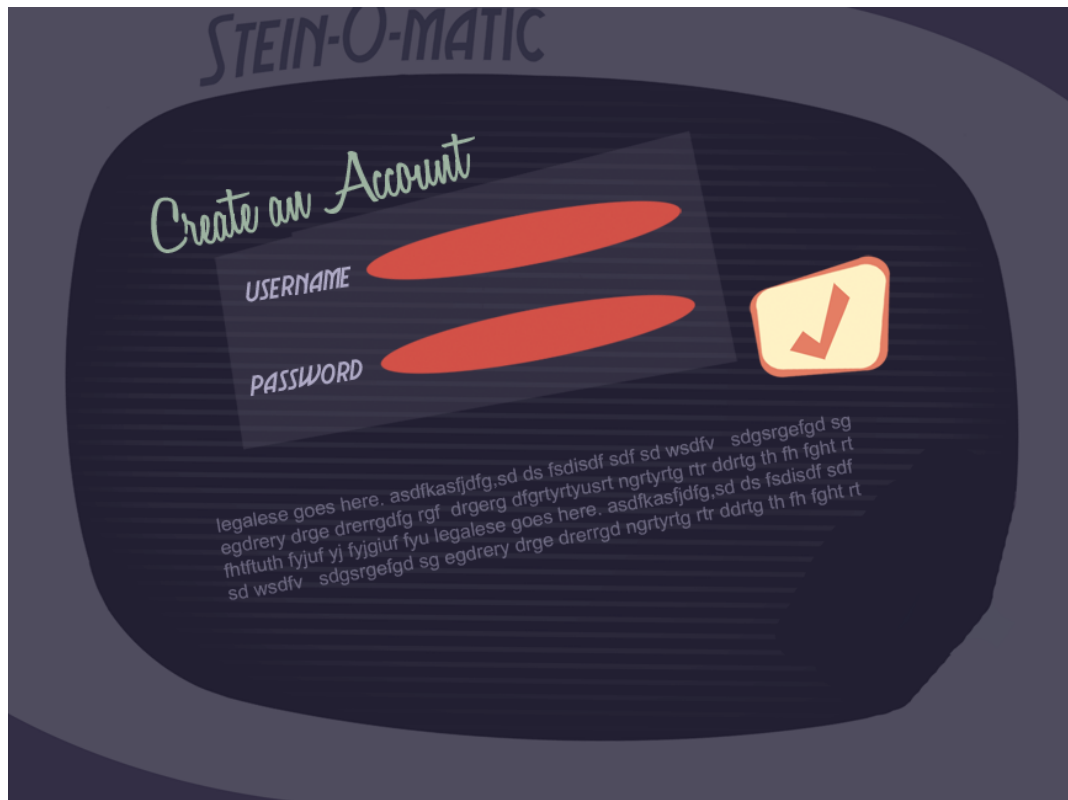 STEIN-O-MATIC
Create an Account
USERNAME
PASSWORD
legalese goes here. asdfkasfjdfg,sd ds fsdisdf sdf sd wsdfv   sdgsrgefgd sg
egdrery drge drerrgdfg rgf  drgerg dfgrtyrtyusrt ngrtyrtg rtr ddrtg th fh fght rt
fhtftuth fyjuf yj fyjgiuf fyu legalese goes here. asdfkasfjdfg,sd ds fsdisdf sdf
sd wsdfv   sdgsrgefgd sg egdrery drge drerrgd ngrtyrtg rtr ddrtg th fh fght rt